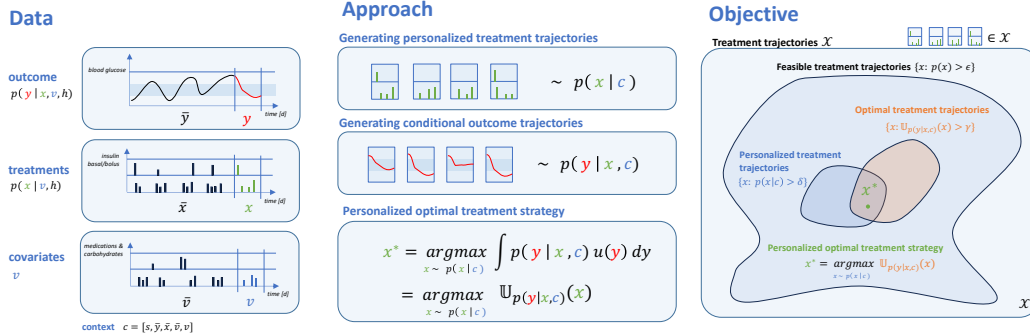 Data
outcome
p(y | x, v, h)
blood glucose
ȳ
y
time [d]
treatments
p(x | v, h)
insulin
basal/bolus
x̄
x
time [d]
covariates
v
medications &
carbohydrates
v̄
v
time [d]
context c = [s, ȳ, x̄, v̄, v]
Approach
Generating personalized treatment trajectories
~ p( x | c )
Generating conditional outcome trajectories
~ p( y | x , c )
Personalized optimal treatment strategy
x* = argmax ∫ p( y | x , c) u(y) dy
x ~ p(x | c)
= argmax 𝕌p(y|x,c)(x)
x ~ p(x | c)
Objective
Treatment trajectories 𝒳
∈ 𝒳
Feasible treatment trajectories {x: p(x) > ϵ}
Optimal treatment trajectories
{x: 𝕌p(y|x,c)(x) > γ}
Personalized treatment
trajectories
{x: p(x|c) > δ}
x*
Personalized optimal treatment strategy
x* = argmax 𝕌p(y|x,c)(x)
x ~ p(x | c)
𝒳